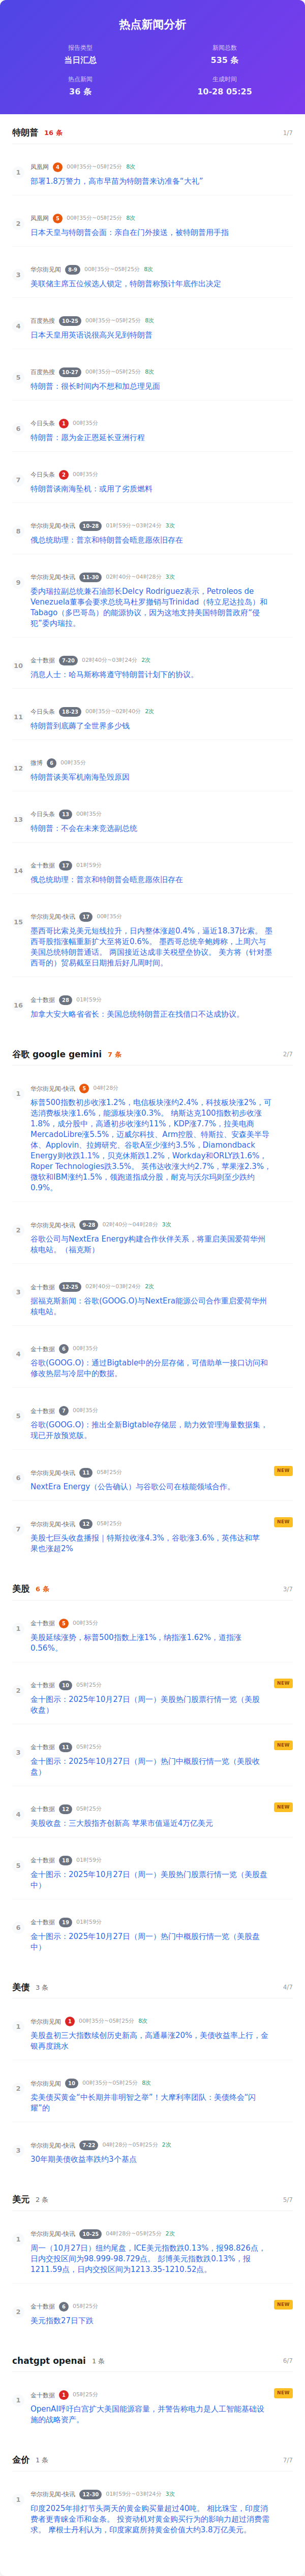 热点新闻分析
报告类型
当日汇总
新闻总数
535 条
热点新闻
36 条
生成时间
10-28 05:25
特朗普 16 条 1/7
1
凤凰网 4 00时35分~05时25分 8次
部署1.8万警力，高市早苗为特朗普来访准备“大礼”
2
凤凰网 5 00时35分~05时25分 8次
日本天皇与特朗普会面：亲自在门外接送，被特朗普用手指
3
华尔街见闻 8-9 00时35分~05时25分 8次
美联储主席五位候选人锁定，特朗普称预计年底作出决定
4
百度热搜 10-25 00时35分~05时25分 8次
日本天皇用英语说很高兴见到特朗普
5
百度热搜 10-27 00时35分~05时25分 8次
特朗普：很长时间内不想和加总理见面
6
今日头条 1 00时35分
特朗普：愿为金正恩延长亚洲行程
7
今日头条 2 00时35分
特朗普谈南海坠机：或用了劣质燃料
8
华尔街见闻-快讯 10-28 01时59分~03时24分 3次
俄总统助理：普京和特朗普会晤意愿依旧存在
9
华尔街见闻-快讯 11-30 02时40分~04时28分 3次
委内瑞拉副总统兼石油部长Delcy Rodriguez表示，Petroleos de
Venezuela董事会要求总统马杜罗撤销与Trinidad（特立尼达拉岛）和
Tabago（多巴哥岛）的能源协议，因为这地支持美国特朗普政府“侵
犯”委内瑞拉。
10
金十数据 7-20 02时40分~03时24分 2次
消息人士：哈马斯称将遵守特朗普计划下的协议。
11
今日头条 18-23 00时35分~02时40分 2次
特朗普到底薅了全世界多少钱
12
微博 6 00时35分
特朗普谈美军机南海坠毁原因
13
今日头条 13 00时35分
特朗普：不会在未来竞选副总统
14
金十数据 17 01时59分
俄总统助理：普京和特朗普会晤意愿依旧存在
15
华尔街见闻-快讯 17 00时35分
墨西哥比索兑美元短线拉升，日内整体涨超0.4%，逼近18.37比索。 墨
西哥股指涨幅重新扩大至将近0.6%。 墨西哥总统辛鲍姆称，上周六与
美国总统特朗普通话。 两国接近达成非关税壁垒协议。 美方将（针对墨
西哥的）贸易截至日期推后好几周时间。
16
金十数据 28 01时59分
加拿大安大略省省长：美国总统特朗普正在找借口不达成协议。
谷歌 google gemini 7 条 2/7
1
华尔街见闻-快讯 5 04时28分
标普500指数初步收涨1.2%，电信板块涨约2.4%，科技板块涨2%，可
选消费板块涨1.6%，能源板块涨0.3%。 纳斯达克100指数初步收涨
1.8%，成分股中，高通初步收涨约11%，KDP涨7.7%，拉美电商
MercadoLibre涨5.5%，迈威尔科技、Arm控股、特斯拉、安森美半导
体、Applovin、拉姆研究、谷歌A至少涨约3.5%，Diamondback
Energy则收跌1.1%，贝克休斯跌1.2%，Workday和ORLY跌1.6%，
Roper Technologies跌3.5%。 英伟达收涨大约2.7%，苹果涨2.3%，
微软和IBM涨约1.5%，领跑道指成分股，耐克与沃尔玛则至少跌约
0.9%。
2
华尔街见闻-快讯 9-28 02时40分~04时28分 3次
谷歌公司与NextEra Energy构建合作伙伴关系，将重启美国爱荷华州
核电站。（福克斯）
3
金十数据 12-25 02时40分~03时24分 2次
据福克斯新闻：谷歌(GOOG.O)与NextEra能源公司合作重启爱荷华州
核电站。
4
金十数据 6 00时35分
谷歌(GOOG.O)：通过Bigtable中的分层存储，可借助单一接口访问和
修改热层与冷层中的数据。
5
金十数据 7 00时35分
谷歌(GOOG.O)：推出全新Bigtable存储层，助力效管理海量数据集，
现已开放预览版。
6
华尔街见闻-快讯 11 05时25分 NEW
NextEra Energy（公告确认）与谷歌公司在核能领域合作。
7
华尔街见闻-快讯 12 05时25分 NEW
美股七巨头收盘播报｜特斯拉收涨4.3%，谷歌涨3.6%，英伟达和苹
果也涨超2%
美股 6 条 3/7
1
金十数据 5 00时35分
美股延续涨势，标普500指数上涨1%，纳指涨1.62%，道指涨
0.56%。
2
金十数据 10 05时25分 NEW
金十图示：2025年10月27日（周一）美股热门股票行情一览（美股
收盘）
3
金十数据 11 05时25分 NEW
金十图示：2025年10月27日（周一）热门中概股行情一览（美股收
盘）
4
金十数据 12 05时25分 NEW
美股收盘：三大股指齐创新高 苹果市值逼近4万亿美元
5
金十数据 18 01时59分
金十图示：2025年10月27日（周一）美股热门股票行情一览（美股盘
中）
6
金十数据 19 01时59分
金十图示：2025年10月27日（周一）热门中概股行情一览（美股盘
中）
美债 3 条 4/7
1
华尔街见闻 1 00时35分~05时25分 8次
美股盘初三大指数续创历史新高，高通暴涨20%，美债收益率上行，金
银再度跳水
2
华尔街见闻 10 00时35分~05时25分 8次
卖美债买黄金“中长期并非明智之举”！大摩利率团队：美债终会“闪
耀”的
3
华尔街见闻-快讯 7-22 04时28分~05时25分 2次
30年期美债收益率跌约3个基点
美元 2 条 5/7
1
华尔街见闻-快讯 10-25 04时28分~05时25分 2次
周一（10月27日）纽约尾盘，ICE美元指数跌0.13%，报98.826点，
日内交投区间为98.999-98.729点。 彭博美元指数跌0.13%，报
1211.59点，日内交投区间为1213.35-1210.52点。
2
金十数据 6 05时25分 NEW
美元指数27日下跌
chatgpt openai 1 条 6/7
1
金十数据 1 05时25分 NEW
OpenAI呼吁白宫扩大美国能源容量，并警告称电力是人工智能基础设
施的战略资产。
金价 1 条 7/7
1
华尔街见闻-快讯 12-30 01时59分~03时24分 3次
印度2025年排灯节头两天的黄金购买量超过40吨。 相比珠宝，印度消
费者更青睐金币和金条。 投资动机对黄金购买行为的影响力超过消费需
求。 摩根士丹利认为，印度家庭所持黄金价值大约3.8万亿美元。